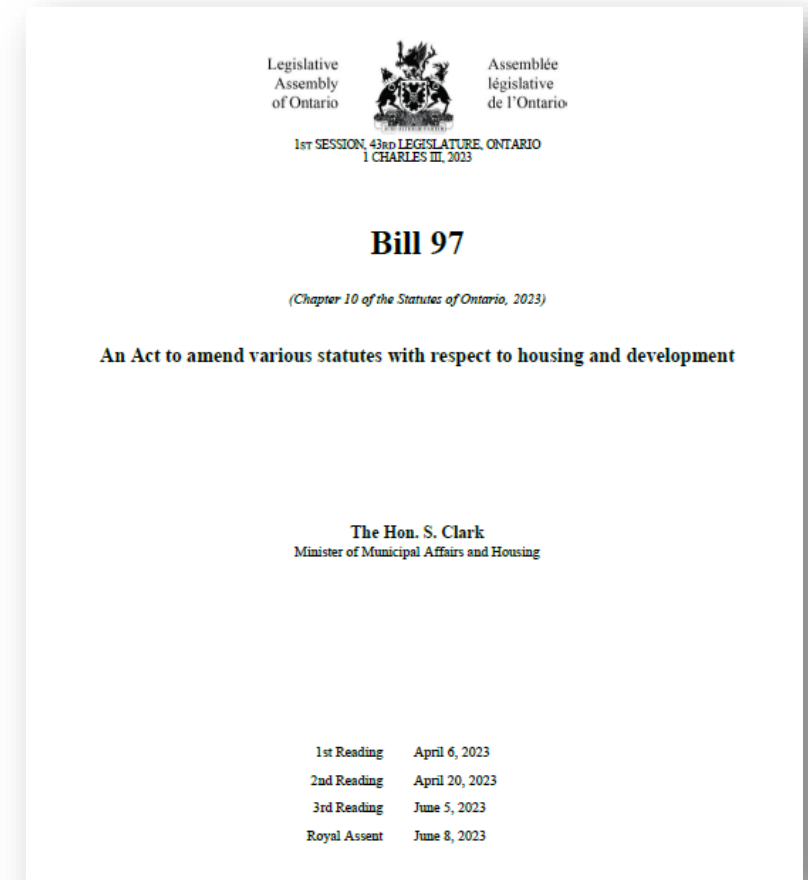 Legislative
Assembly
of Ontario
Assemblée
législative
de l'Ontario
1ST SESSION, 43RD LEGISLATURE, ONTARIO
1 CHARLES III, 2023
Bill 97
(Chapter 10 of the Statutes of Ontario, 2023)
An Act to amend various statutes with respect to housing and development
The Hon. S. Clark
Minister of Municipal Affairs and Housing
1st Reading April 6, 2023
2nd Reading April 20, 2023
3rd Reading June 5, 2023
Royal Assent June 8, 2023